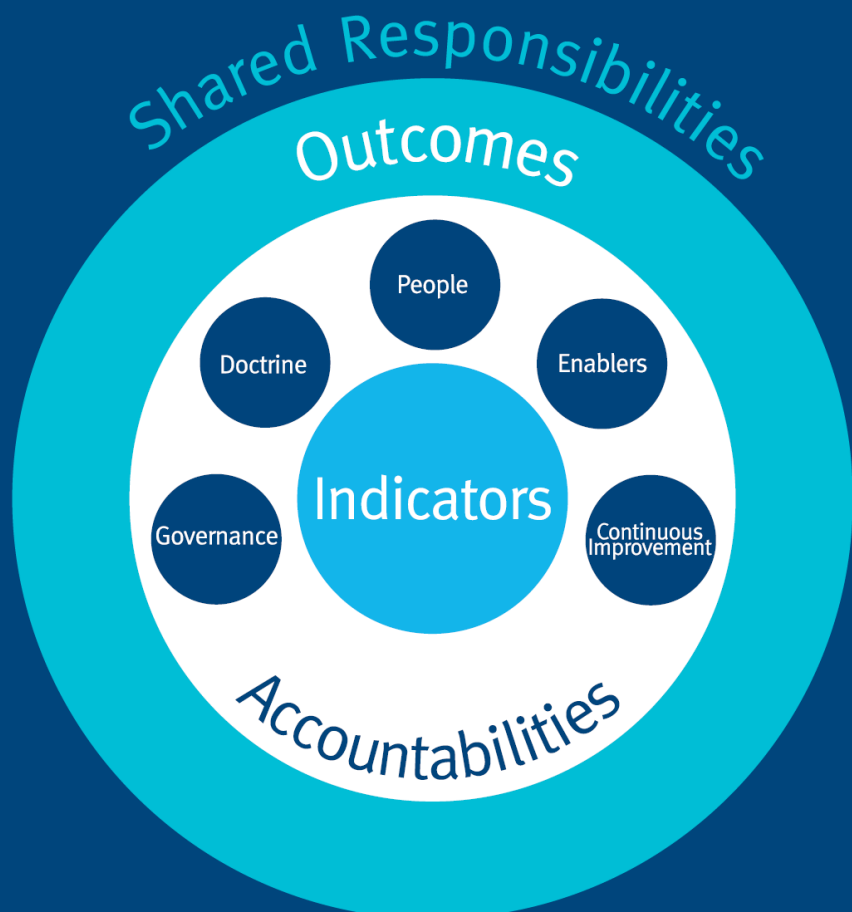 Shared Responsibilities
Outcomes
People
Doctrine
Enablers
Indicators
Governance
Continuous
Improvement
Accountabilities